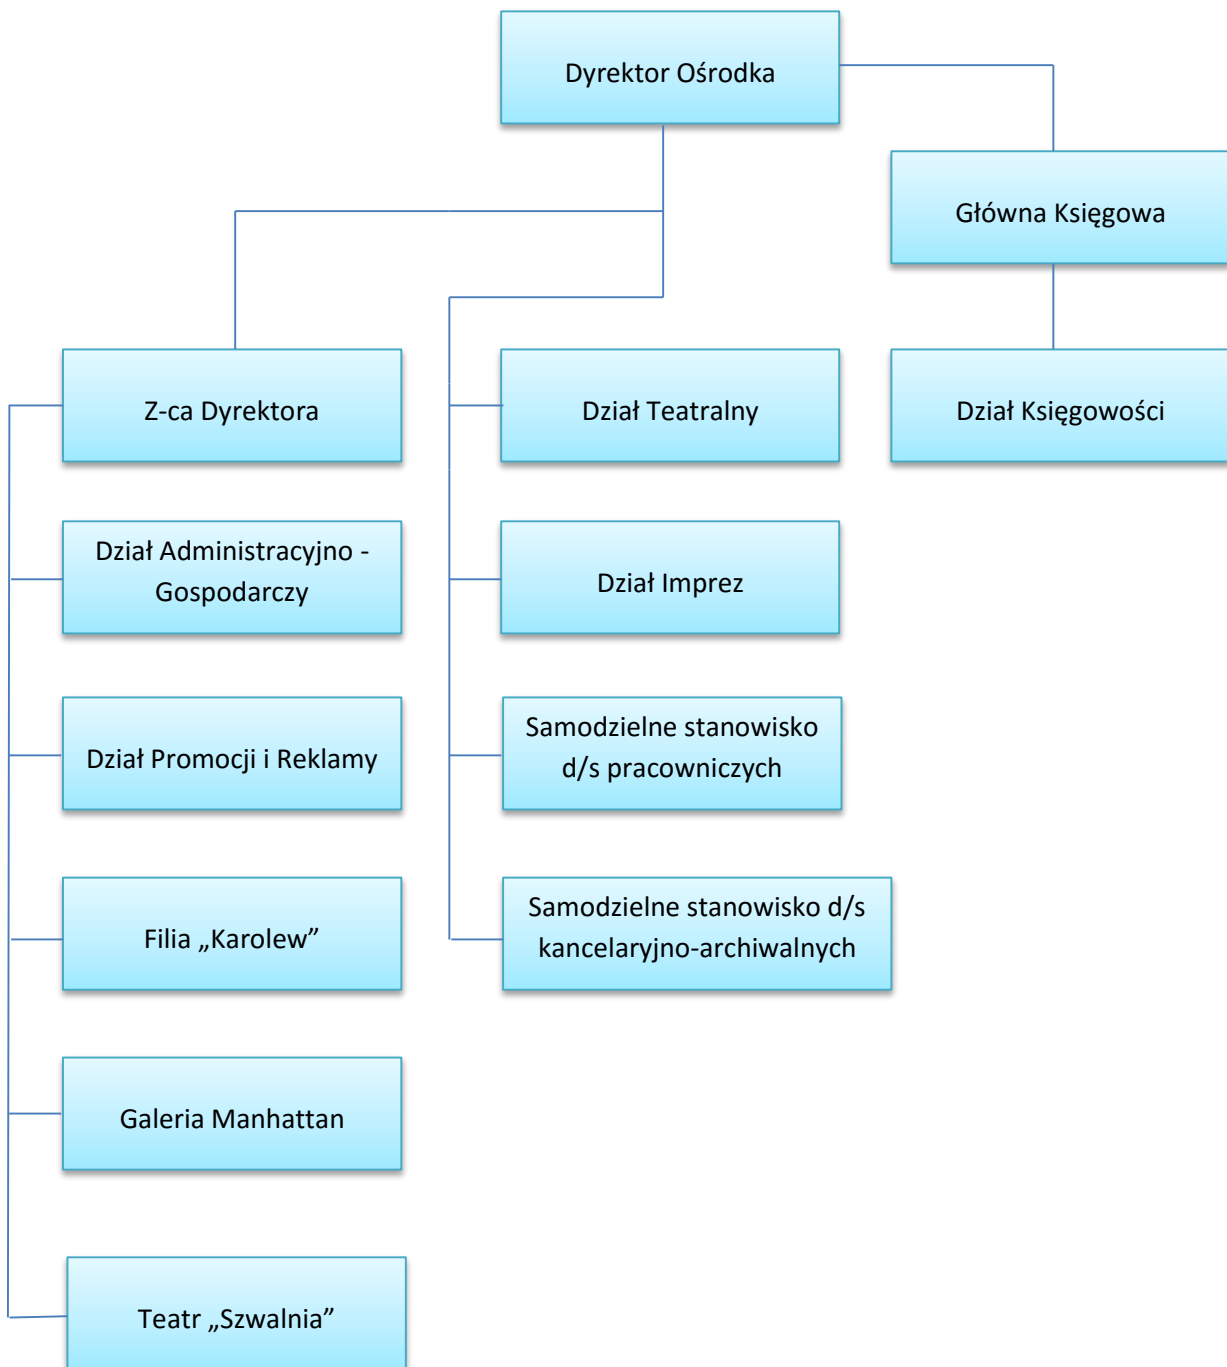 Dyrektor Ośrodka
Główna Księgowa
Z-ca Dyrektora
Dział Teatralny
Dział Księgowości
Dział Administracyjno -
Gospodarczy
Dział Imprez
Dział Promocji i Reklamy
Samodzielne stanowisko
d/s pracowniczych
Filia „Karolew”
Samodzielne stanowisko d/s
kancelaryjno-archiwalnych
Galeria Manhattan
Teatr „Szwalnia”